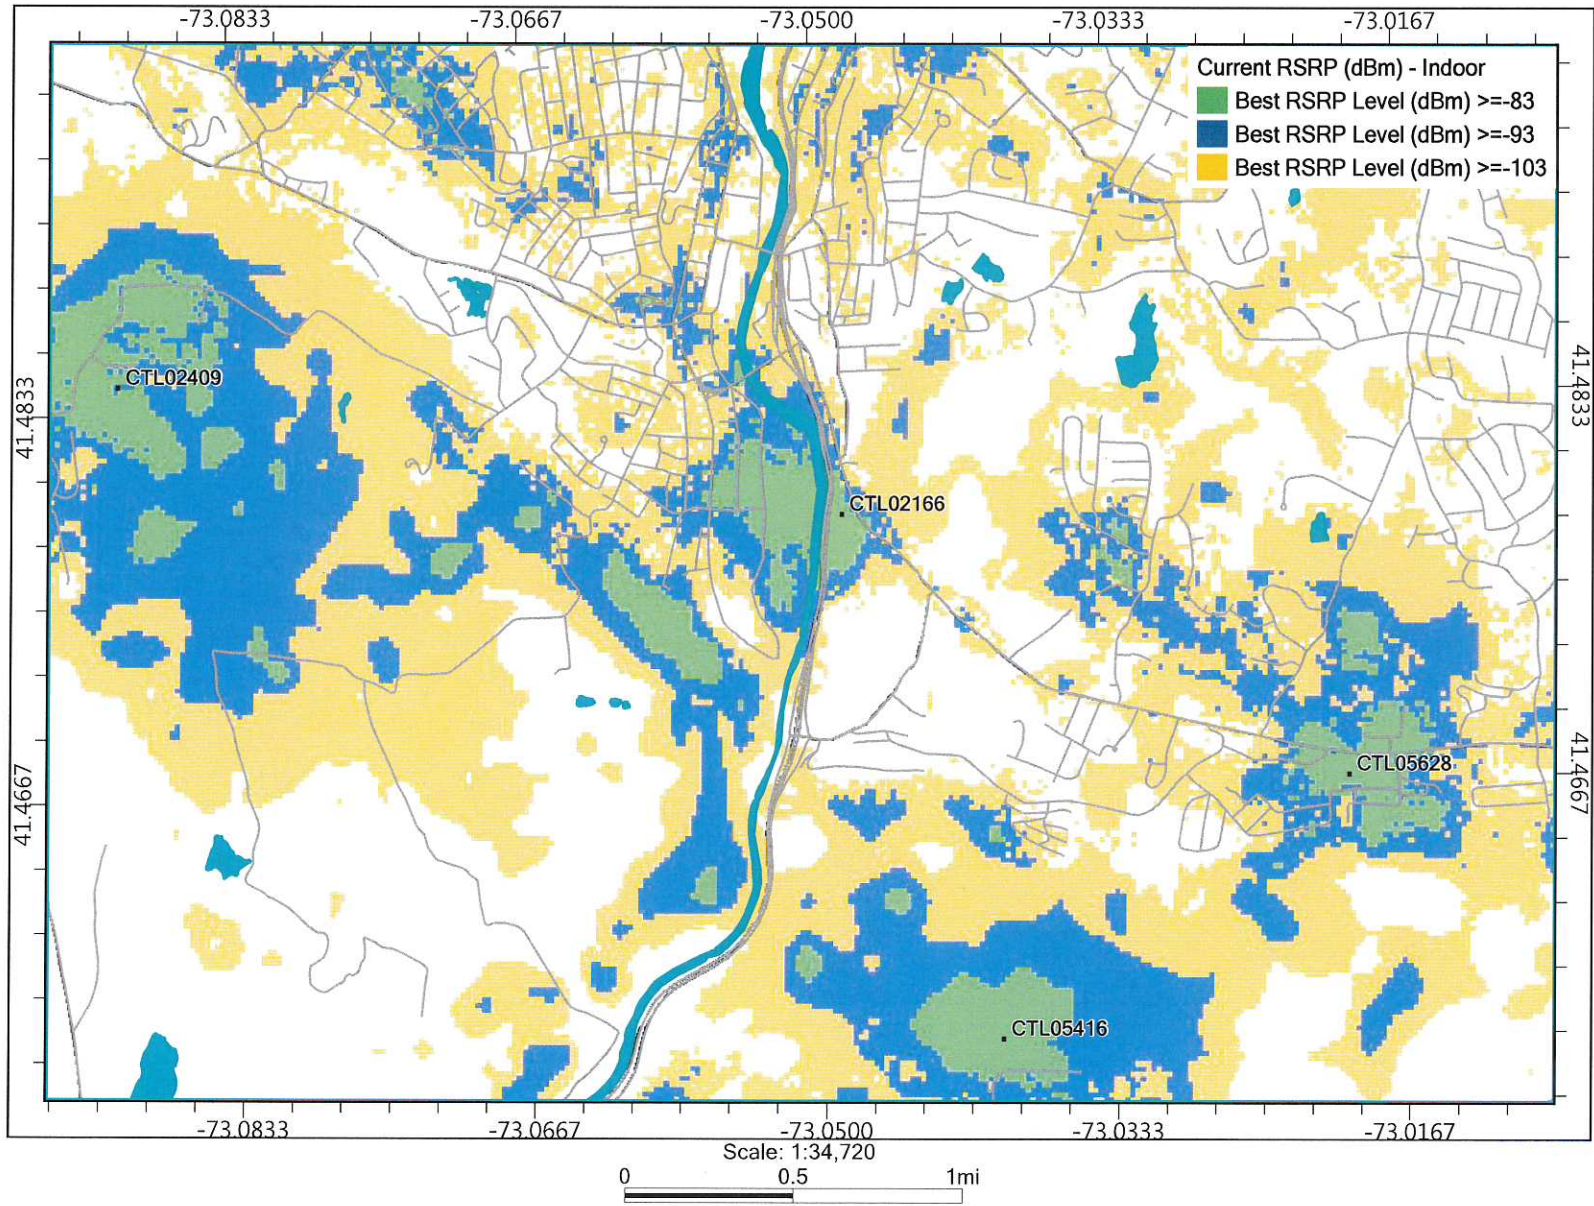 -73.0833 -73.0667 -73.0500 -73.0333 -73.0167
Current RSRP (dBm) - Indoor
Best RSRP Level (dBm) >=-83
Best RSRP Level (dBm) >=-93
Best RSRP Level (dBm) >=-103
41.4833
41.4833
CTL02409
CTL02166
CTL05628
41.4667
41.4667
CTL05416
-73.0833 -73.0667 -73.0500 -73.0333 -73.0167
Scale: 1:34,720
0 0.5 1mi